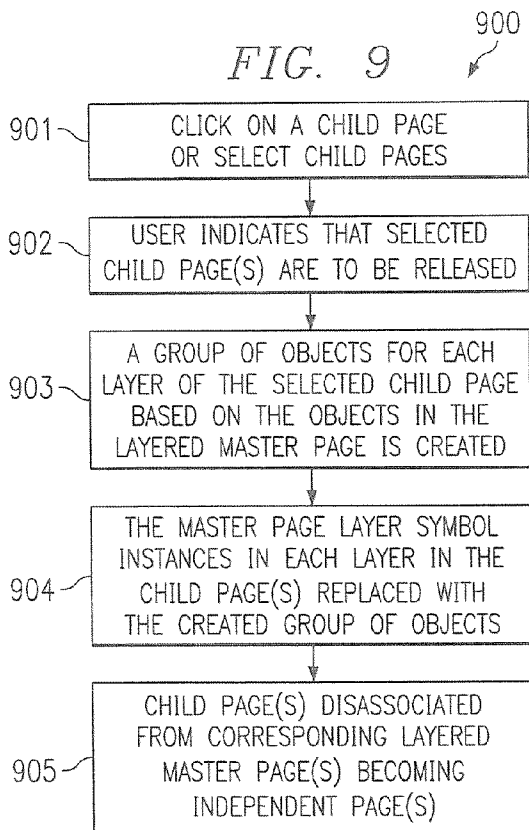 900
FIG. 9
901
CLICK ON A CHILD PAGE
OR SELECT CHILD PAGES
902
USER INDICATES THAT SELECTED
CHILD PAGE(S) ARE TO BE RELEASED
903
A GROUP OF OBJECTS FOR EACH
LAYER OF THE SELECTED CHILD PAGE
BASED ON THE OBJECTS IN THE
LAYERED MASTER PAGE IS CREATED
904
THE MASTER PAGE LAYER SYMBOL
INSTANCES IN EACH LAYER IN THE
CHILD PAGE(S) REPLACED WITH
THE CREATED GROUP OF OBJECTS
905
CHILD PAGE(S) DISASSOCIATED
FROM CORRESPONDING LAYERED
MASTER PAGE(S) BECOMING
INDEPENDENT PAGE(S)